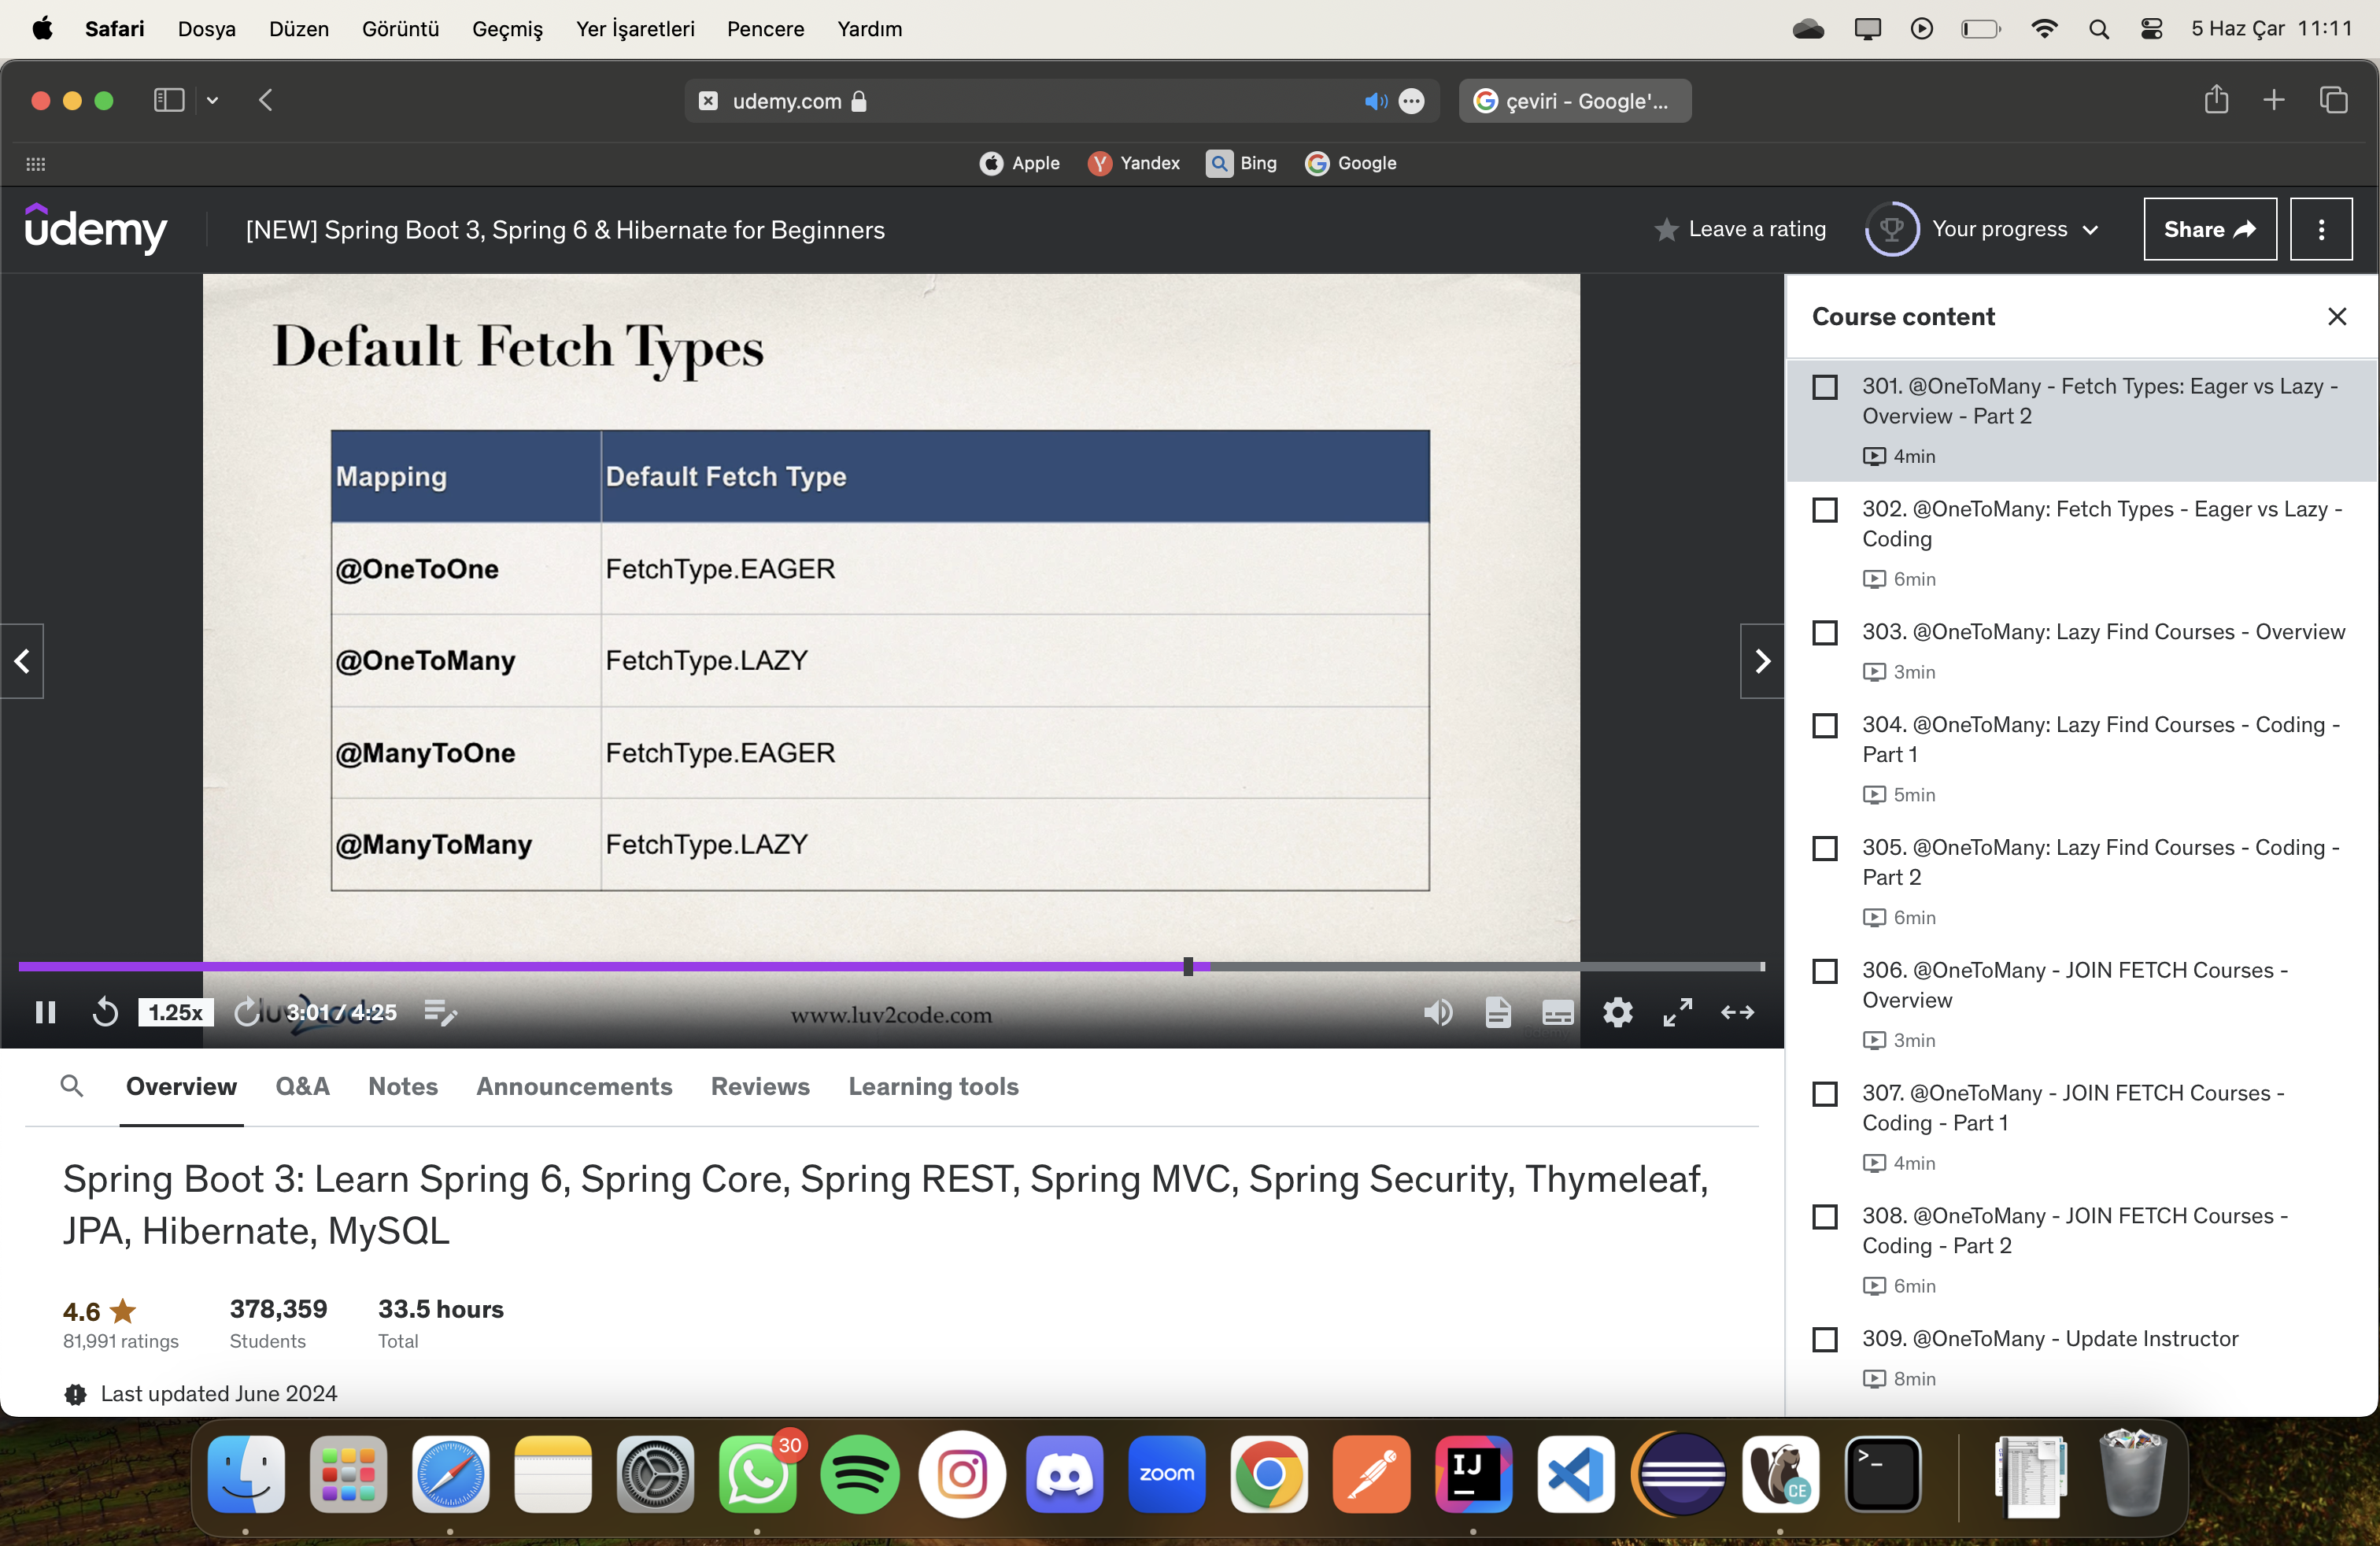 Safari Dosya Düzen Görüntü Geçmiş Yer İşaretleri Pencere Yardım 5 Haz Çar 11:11
udemy.com çeviri - Google'...
Apple Yandex Bing Google
udemy [NEW] Spring Boot 3, Spring 6 & Hibernate for Beginners Leave a rating Your progress Share
Default Fetch Types
Mapping Default Fetch Type
@OneToOne FetchType.EAGER
@OneToMany FetchType.LAZY
@ManyToOne FetchType.EAGER
@ManyToMany FetchType.LAZY
1.25x luv2code 3:01 / 4:25 www.luv2code.com
Overview Q&A Notes Announcements Reviews Learning tools
Spring Boot 3: Learn Spring 6, Spring Core, Spring REST, Spring MVC, Spring Security, Thymeleaf,
JPA, Hibernate, MySQL
4.6 378,359 33.5 hours
81,991 ratings Students Total
Last updated June 2024
Course content
301. @OneToMany - Fetch Types: Eager vs Lazy -
Overview - Part 2
4min
302. @OneToMany: Fetch Types - Eager vs Lazy -
Coding
6min
303. @OneToMany: Lazy Find Courses - Overview
3min
304. @OneToMany: Lazy Find Courses - Coding -
Part 1
5min
305. @OneToMany: Lazy Find Courses - Coding -
Part 2
6min
306. @OneToMany - JOIN FETCH Courses -
Overview
3min
307. @OneToMany - JOIN FETCH Courses -
Coding - Part 1
4min
308. @OneToMany - JOIN FETCH Courses -
Coding - Part 2
6min
309. @OneToMany - Update Instructor
8min
30 zoom IJ CE